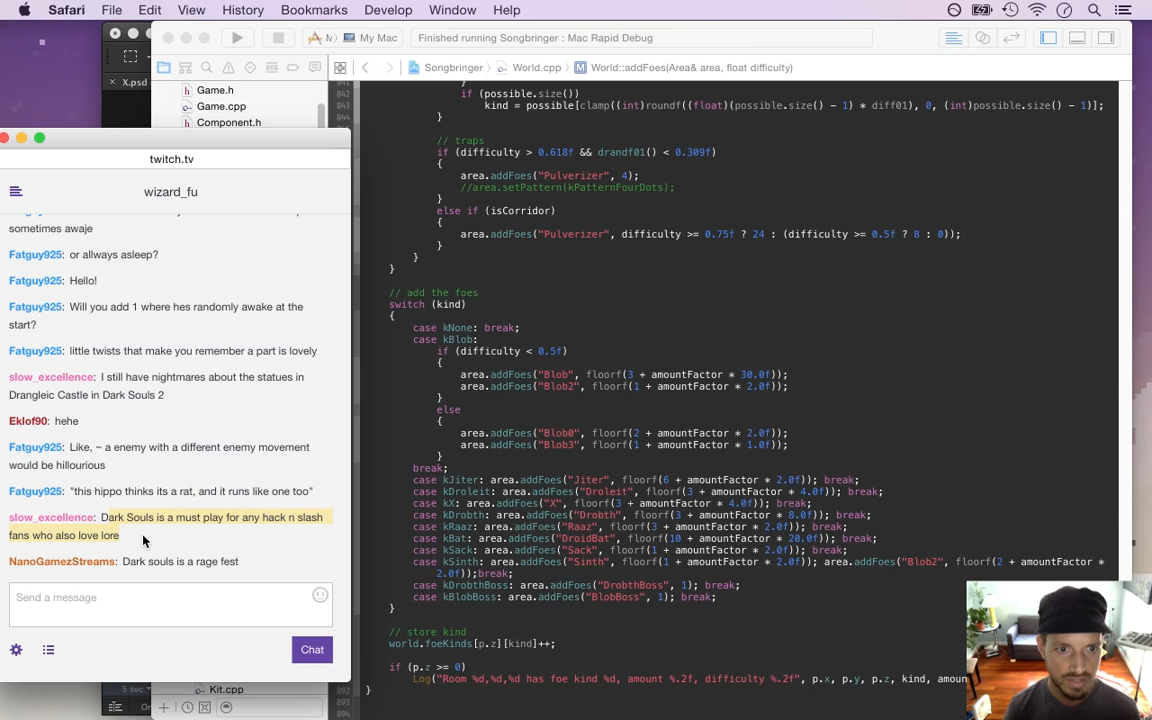 Safari File Edit View History Bookmarks Develop Window Help
My Mac
Finished running Songbringer : Mac Rapid Debug
X.psd
Songbringer World.cpp World::addFoes(Area& area, float difficulty)
Game.h
Game.cpp
Component.h
twitch.tv
wizard_fu
sometimes awaje
Fatguy925: or allways asleep?
Fatguy925: Hello!
Fatguy925: Will you add 1 where hes randomly awake at the
start?
Fatguy925: little twists that make you remember a part is lovely
slow_excellence: I still have nightmares about the statues in
Drangleic Castle in Dark Souls 2
Eklof90: hehe
Fatguy925: Like, ~ a enemy with a different enemy movement
would be hillourious
Fatguy925: "this hippo thinks its a rat, and it runs like one too"
slow_excellence: Dark Souls is a must play for any hack n slash
fans who also love lore
NanoGamezStreams: Dark souls is a rage fest
Send a message
Chat
5 sec.
Kit.cpp
842 if (possible.size())
843 kind = possible[clamp((int)roundf((float)(possible.size() - 1) * diff01), 0, (int)possible.size() - 1)];
844 }
// traps
if (difficulty > 0.618f && drandf01() < 0.309f)
{
area.addFoes("Pulverizer", 4);
//area.setPattern(kPatternFourDots);
}
else if (isCorridor)
{
area.addFoes("Pulverizer", difficulty >= 0.75f ? 24 : (difficulty >= 0.5f ? 8 : 0));
}
}
}
// add the foes
switch (kind)
{
case kNone: break;
case kBlob:
if (difficulty < 0.5f)
{
area.addFoes("Blob", floorf(3 + amountFactor * 30.0f));
area.addFoes("Blob2", floorf(1 + amountFactor * 2.0f));
}
else
{
area.addFoes("Blob0", floorf(2 + amountFactor * 2.0f));
area.addFoes("Blob3", floorf(1 + amountFactor * 1.0f));
}
break;
case kJiter: area.addFoes("Jiter", floorf(6 + amountFactor * 2.0f)); break;
case kDroleit: area.addFoes("Droleit", floorf(3 + amountFactor * 2.0f)); break;
case kX: area.addFoes("X", floorf(3 + amountFactor * 4.0f)); break;
case kDrobth: area.addFoes("Drobth", floorf(3 + amountFactor * 8.0f)); break;
case kRaaz: area.addFoes("Raaz", floorf(3 + amountFactor * 2.0f)); break;
case kBat: area.addFoes("DroidBat", floorf(10 + amountFactor * 20.0f)); break;
case kSack: area.addFoes("Sack", floorf(1 + amountFactor * 2.0f)); break;
case kSinth: area.addFoes("Sinth", floorf(1 + amountFactor * 2.0f)); area.addFoes("Blob2", floorf(2 + amountFactor *
2.0f));break;
case kDrobthBoss: area.addFoes("DrobthBoss", 1); break;
case kBlobBoss: area.addFoes("BlobBoss", 1); break;
}
// store kind
world.foeKinds[p.z][kind]++;
if (p.z >= 0)
Log("Room %d,%d,%d has foe kind %d, amount %.2f, difficulty %.2f", p.x, p.y, p.z, kind, amoun
892 }
893
894